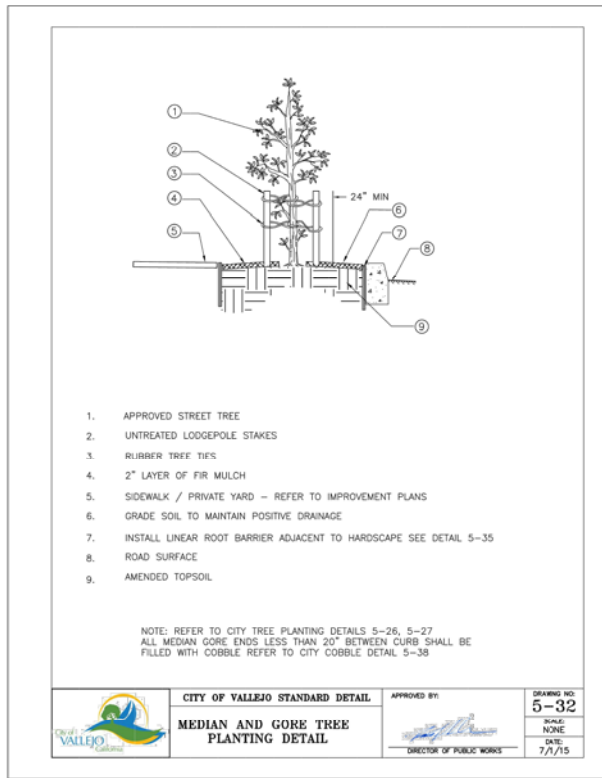 1
2
3
24" MIN
4
6
5
7
8
9
1. APPROVED STREET TREE
2. UNTREATED LODGEPOLE STAKES
3. RUBBER TREE TIES
4. 2" LAYER OF FIR MULCH
5. SIDEWALK / PRIVATE YARD – REFER TO IMPROVEMENT PLANS
6. GRADE SOIL TO MAINTAIN POSITIVE DRAINAGE
7. INSTALL LINEAR ROOT BARRIER ADJACENT TO HARDSCAPE SEE DETAIL 5–35
8. ROAD SURFACE
9. AMENDED TOPSOIL
NOTE: REFER TO CITY TREE PLANTING DETAILS 5–26, 5–27
ALL MEDIAN GORE ENDS LESS THAN 20" BETWEEN CURB SHALL BE
FILLED WITH COBBLE REFER TO CITY COBBLE DETAIL 5–38
City of
VALLEJO
California
CITY OF VALLEJO STANDARD DETAIL
MEDIAN AND GORE TREE
PLANTING DETAIL
APPROVED BY:
DIRECTOR OF PUBLIC WORKS
DRAWING NO:
5–32
SCALE:
NONE
DATE:
7/1/15